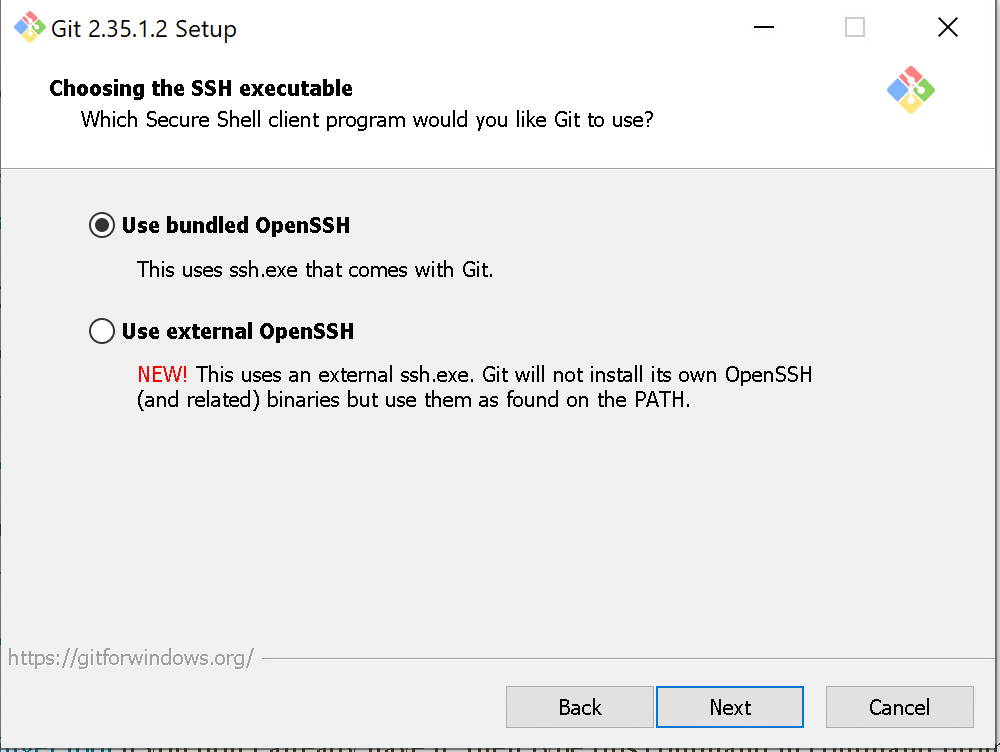 Git 2.35.1.2 Setup
Choosing the SSH executable
Which Secure Shell client program would you like Git to use?
Use bundled OpenSSH
This uses ssh.exe that comes with Git.
Use external OpenSSH
NEW! This uses an external ssh.exe. Git will not install its own OpenSSH
(and related) binaries but use them as found on the PATH.
https://gitforwindows.org/
Back Next Cancel